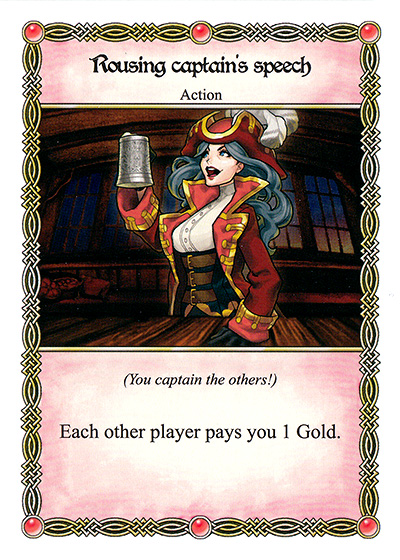 Rousing captain's speech
Action
(You captain the others!)
Each other player pays you 1 Gold.